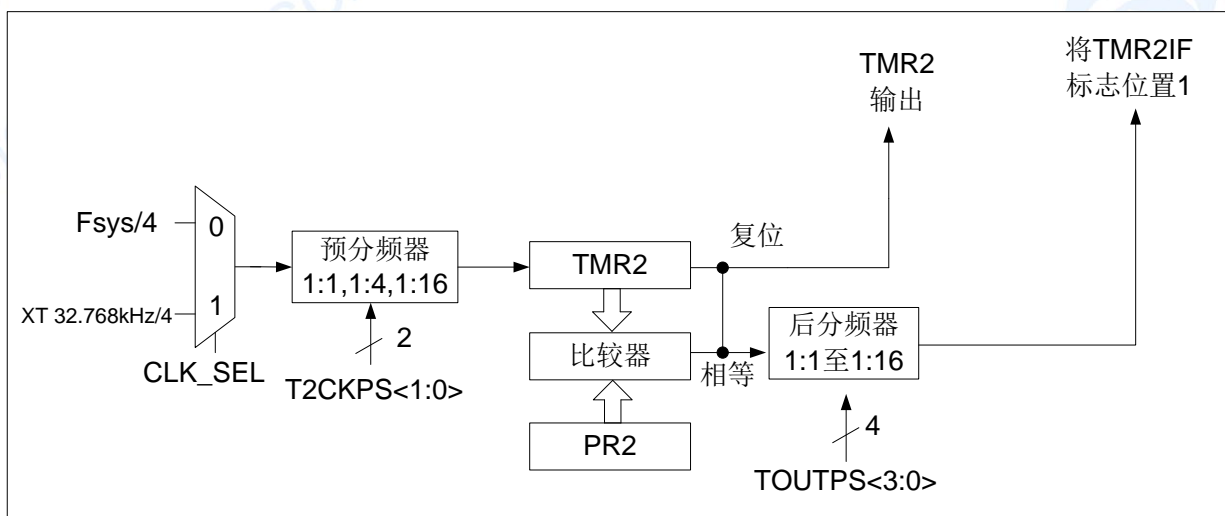 将TMR2IF
标志位置1
TMR2
输出
Fsys/4
0
预分频器
1:1,1:4,1:16
TMR2
复位
XT 32.768kHz/4
1
2
比较器
相等
后分频器
1:1至1:16
CLK_SEL
T2CKPS<1:0>
PR2
4
TOUTPS<3:0>